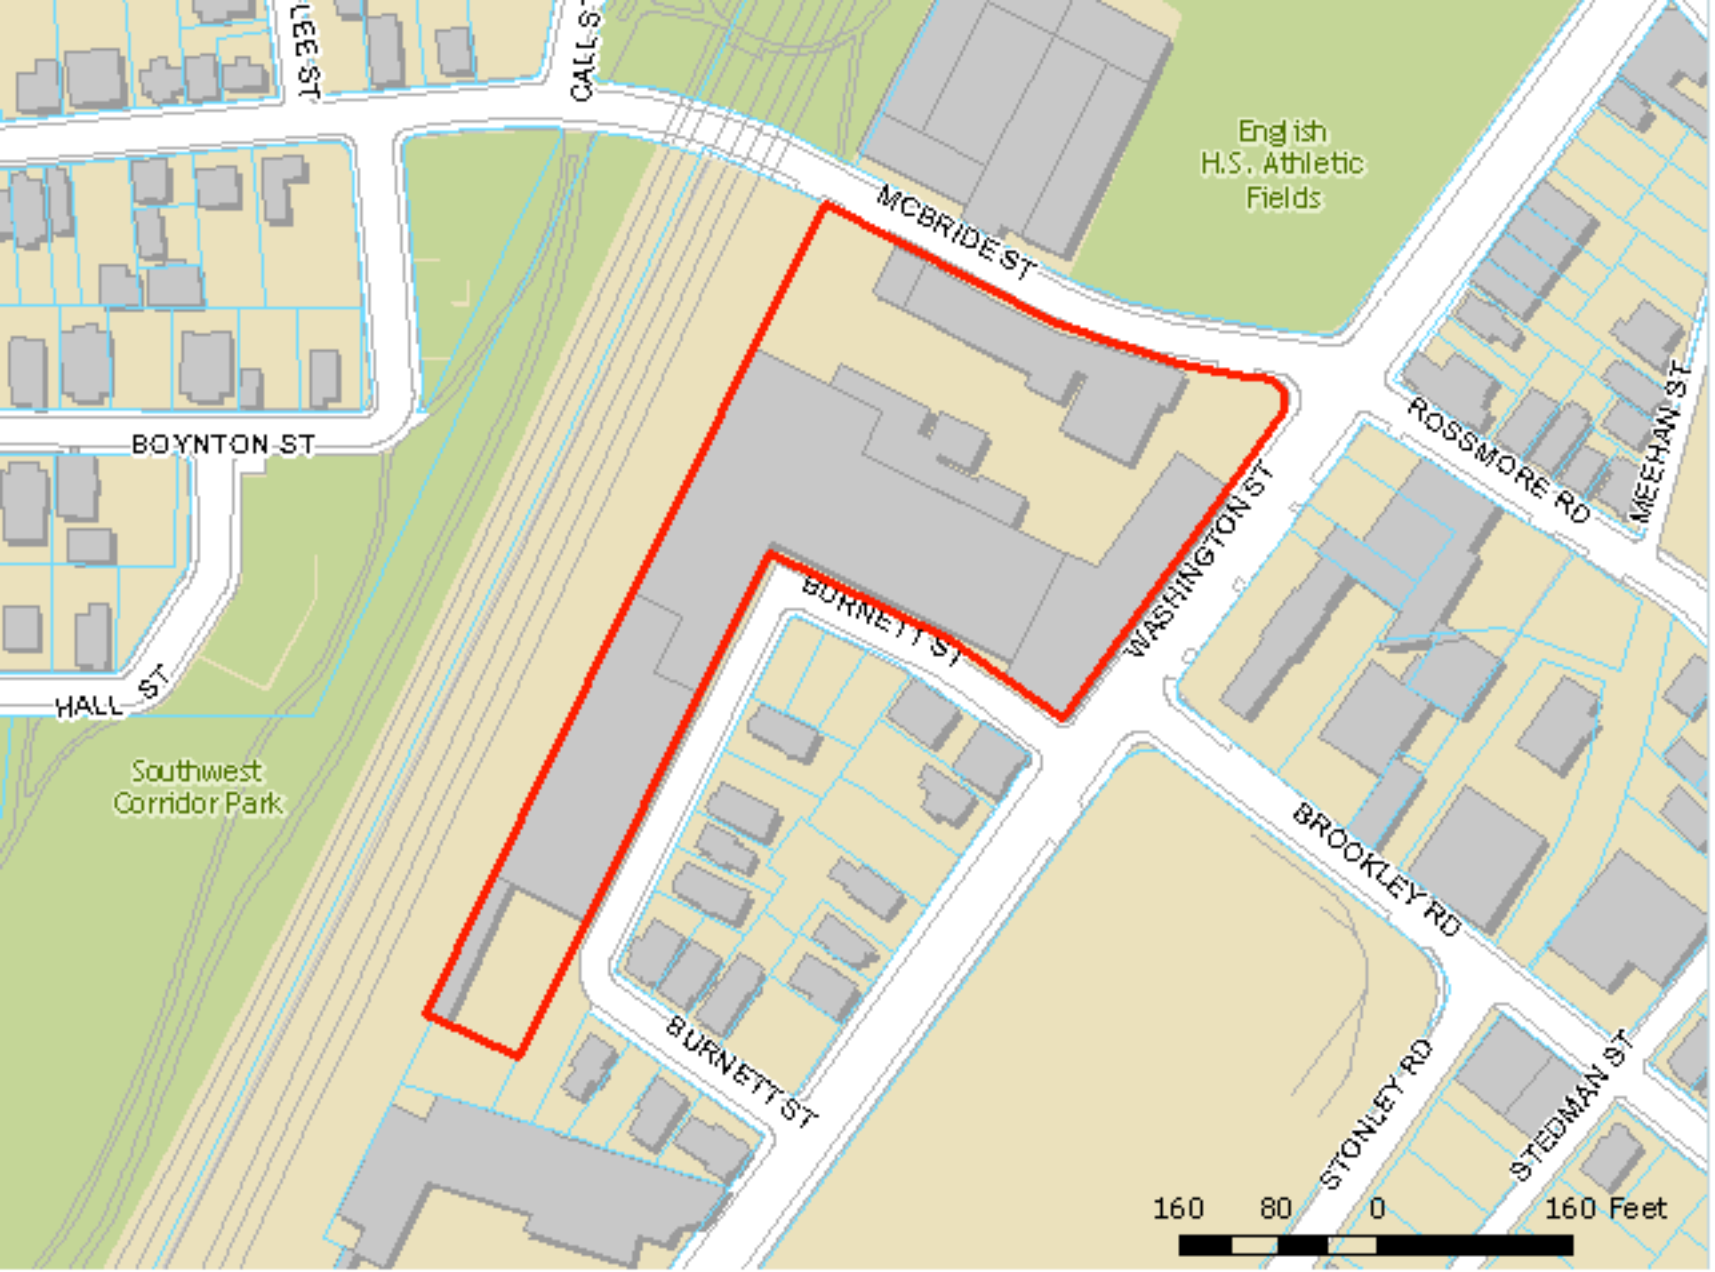 LEE ST
CALL ST
English
H.S. Athletic
Fields
MCBRIDE ST
BOYNTON ST
ROSSMORE RD
MEEHAN ST
WASHINGTON ST
BURNETT ST
HALL ST
Southwest
Corridor Park
BROOKLEY RD
BURNETT ST
STONLEY RD
STEDMAN ST
160 80 0 160 Feet